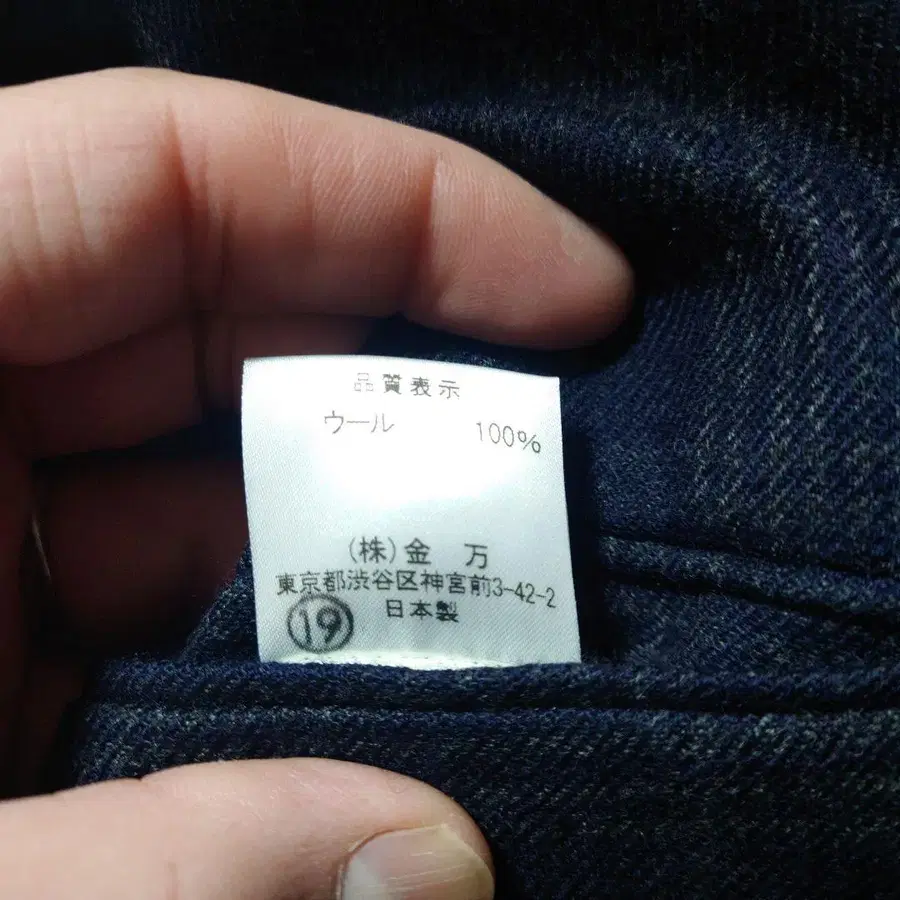 品質表示
ウール 100%
(株)金 万
東京都渋谷区神宮前3-42-2
19 日本製